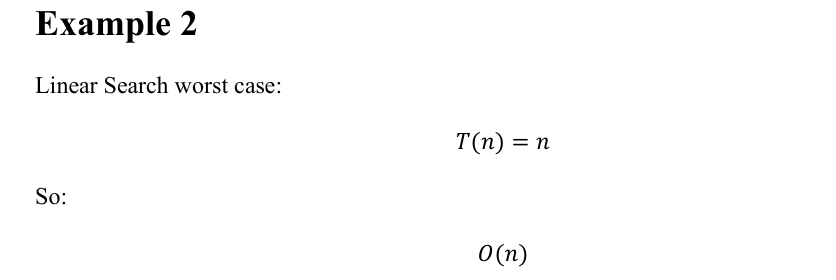 Example 2
Linear Search worst case:
T(n) = n
So:
O(n)